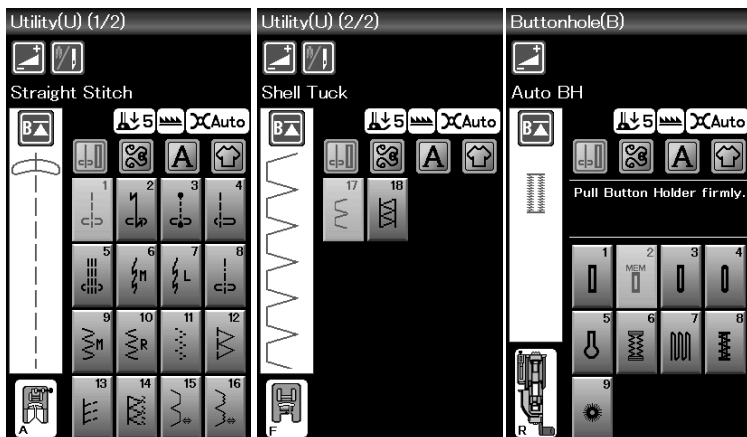 Utility(U) (1/2)
Straight Stitch
B
5
Auto
A
1
2
3
4
5
6
M
7
L
8
9
M
10
R
11
12
13
14
15
16
A
Utility(U) (2/2)
Shell Tuck
B
5
Auto
A
17
18
F
Buttonhole(B)
Auto BH
B
5
Auto
A
Pull Button Holder firmly.
1
2
MEM
3
4
5
6
7
8
9
R